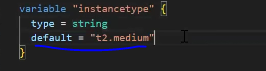 variable "instancetype" {
type = string
default = "t2.medium"
}